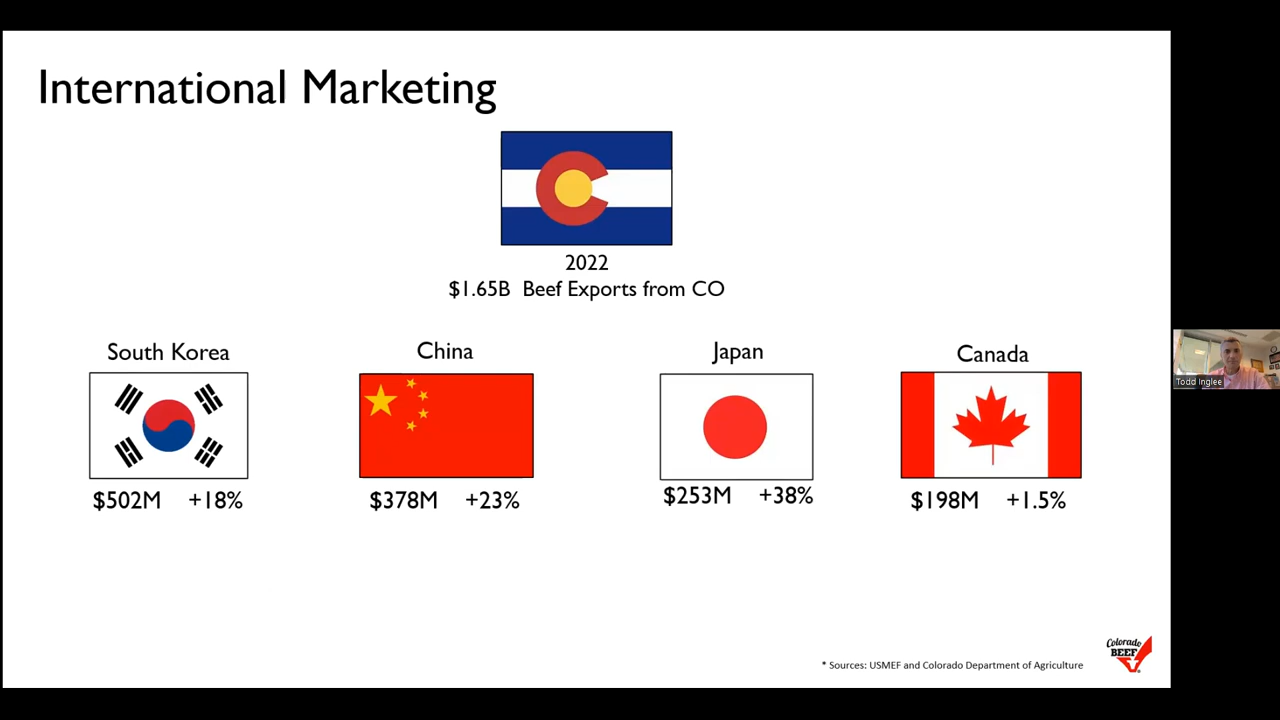 International Marketing
2022
$1.65B Beef Exports from CO
South Korea
$502M +18%
China
$378M +23%
Japan
$253M +38%
Canada
$198M +1.5%
Todd Inglee
* Sources: USMEF and Colorado Department of Agriculture
Colorado
BEEF